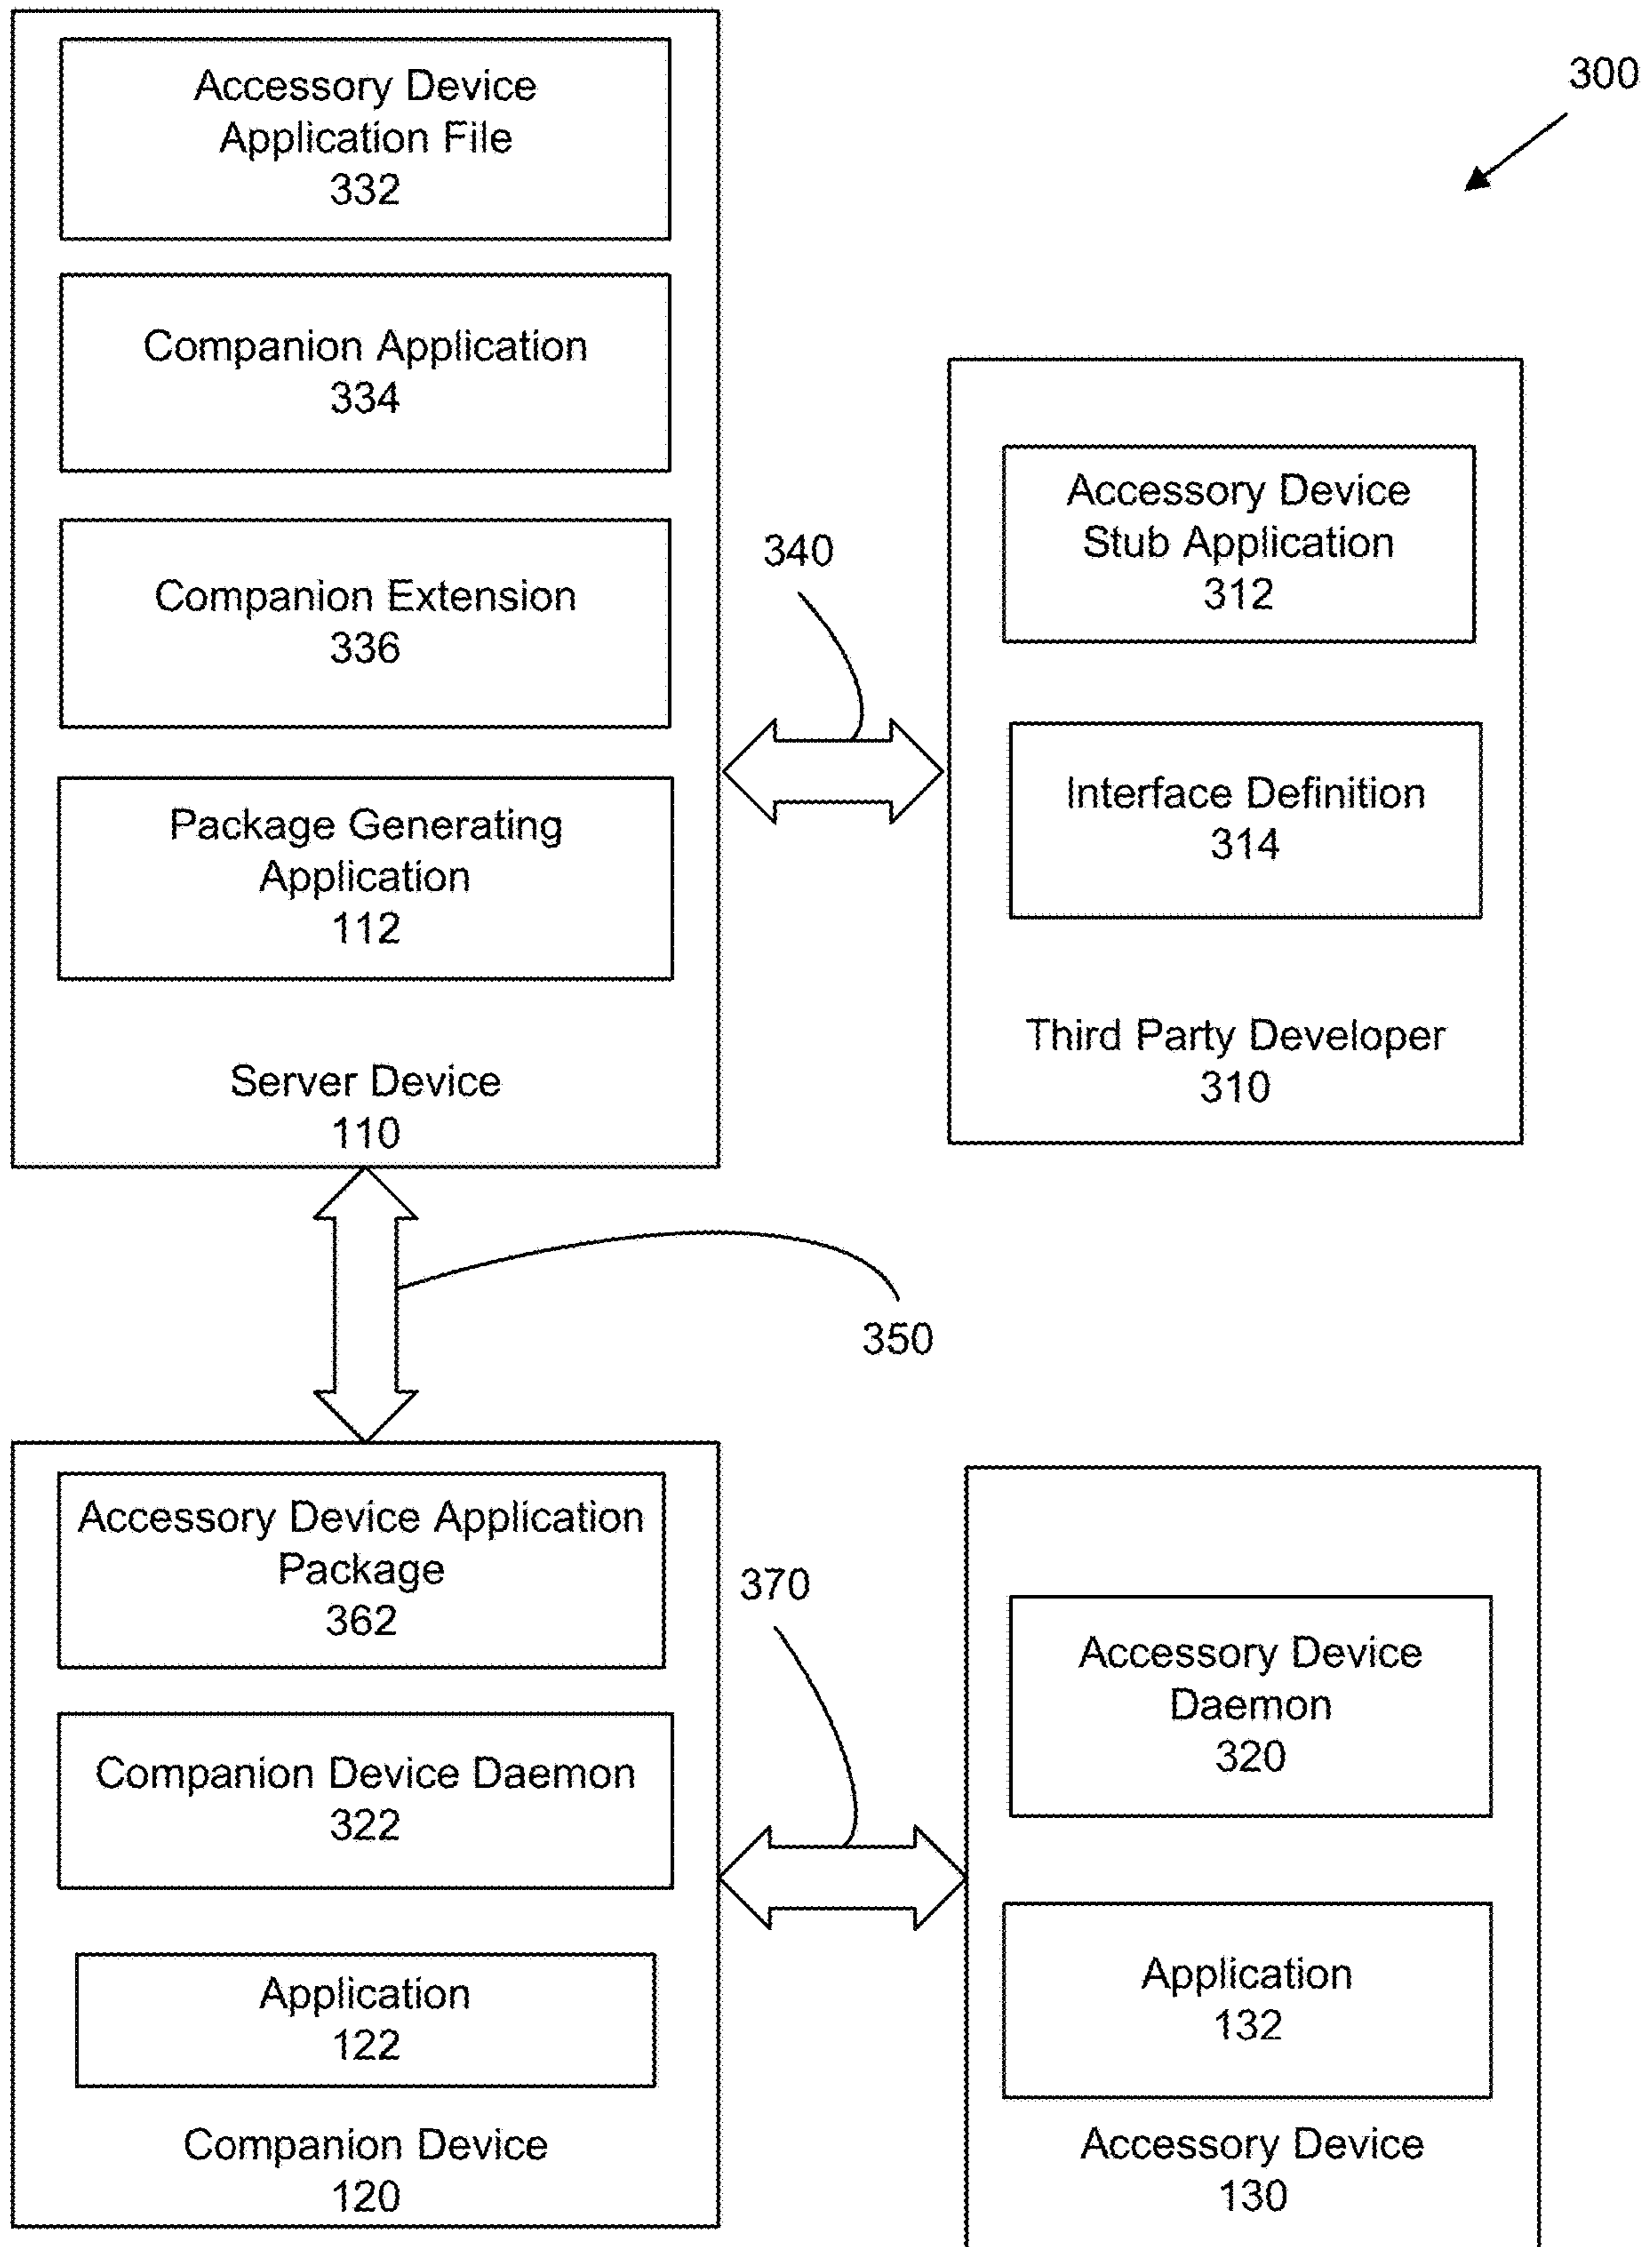 300
Accessory Device
Application File
332
Companion Application
334
Companion Extension
336
Package Generating
Application
112
Server Device
110
340
Accessory Device
Stub Application
312
Interface Definition
314
Third Party Developer
310
350
Accessory Device Application
Package
362
Companion Device Daemon
322
Application
122
Companion Device
120
370
Accessory Device
Daemon
320
Application
132
Accessory Device
130